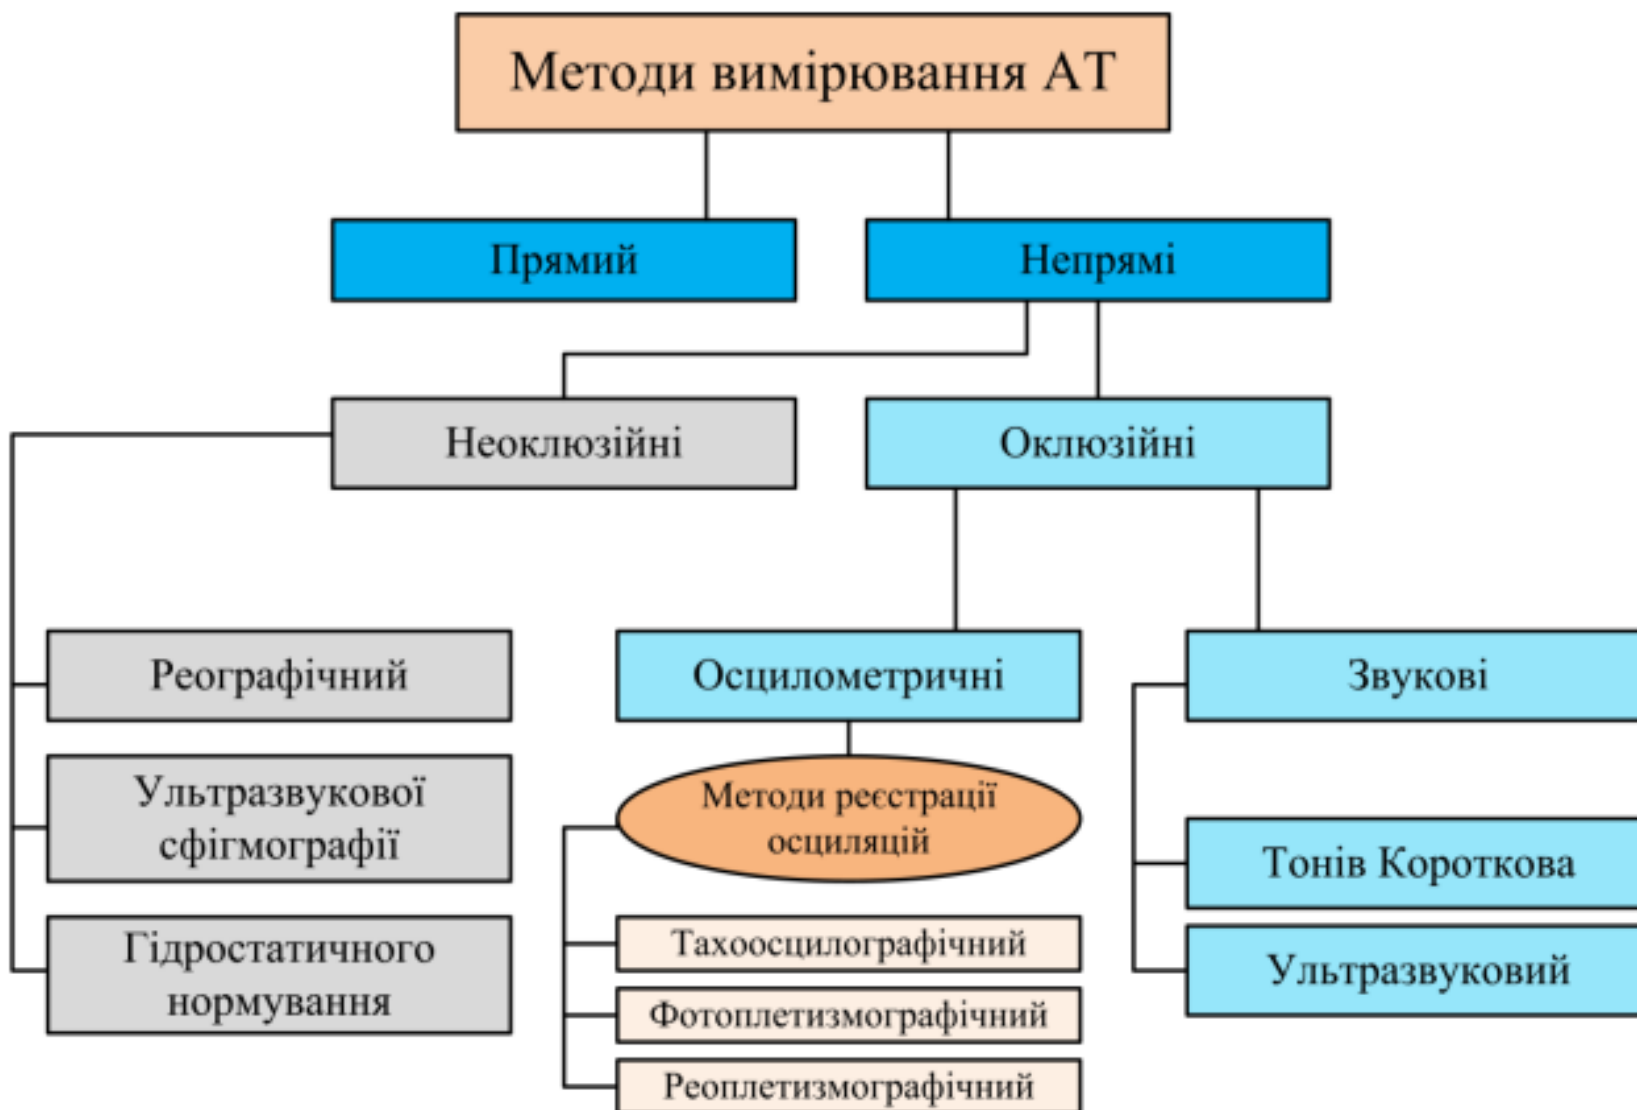 Методи вимірювання АТ
Прямий
Непрямі
Неоклюзійні
Оклюзійні
Реографічний
Осцилометричні
Звукові
Ультразвукової
сфігмографії
Методи реєстрації
осциляцій
Тонів Короткова
Гідростатичного
нормування
Тахоосцилографічний
Ультразвуковий
Фотоплетизмографічний
Реоплетизмографічний